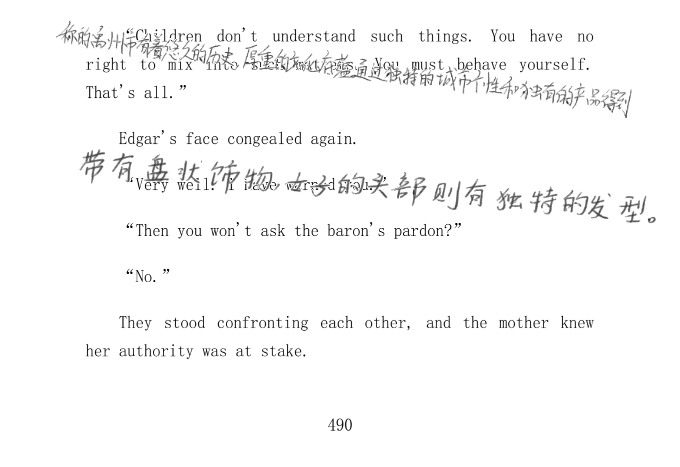 “Children don't understand such things. You have no
称的禹州市有着悠久的历史,厚重的文化底蕴通过独特的城市个性和独有的产品得到
right to mix into You must behave yourself.
That's all.”
Edgar's face congealed again.
带有盘状饰物,女子的头部则有独特的发型。
“Very well. I have warned you.”
“Then you won't ask the baron's pardon?”
“No.”
They stood confronting each other, and the mother knew
her authority was at stake.
490